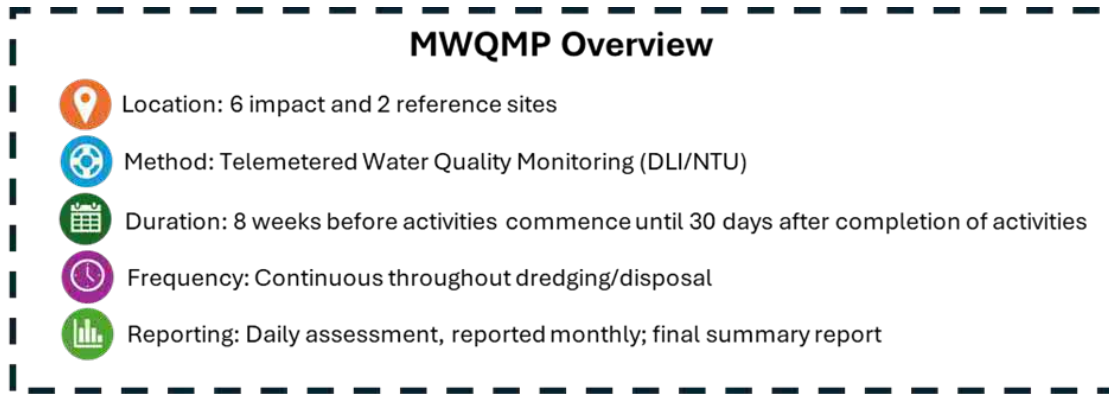 MWQMP Overview
Location: 6 impact and 2 reference sites
Method: Telemetered Water Quality Monitoring (DLI/NTU)
Duration: 8 weeks before activities commence until 30 days after completion of activities
Frequency: Continuous throughout dredging/disposal
Reporting: Daily assessment, reported monthly; final summary report